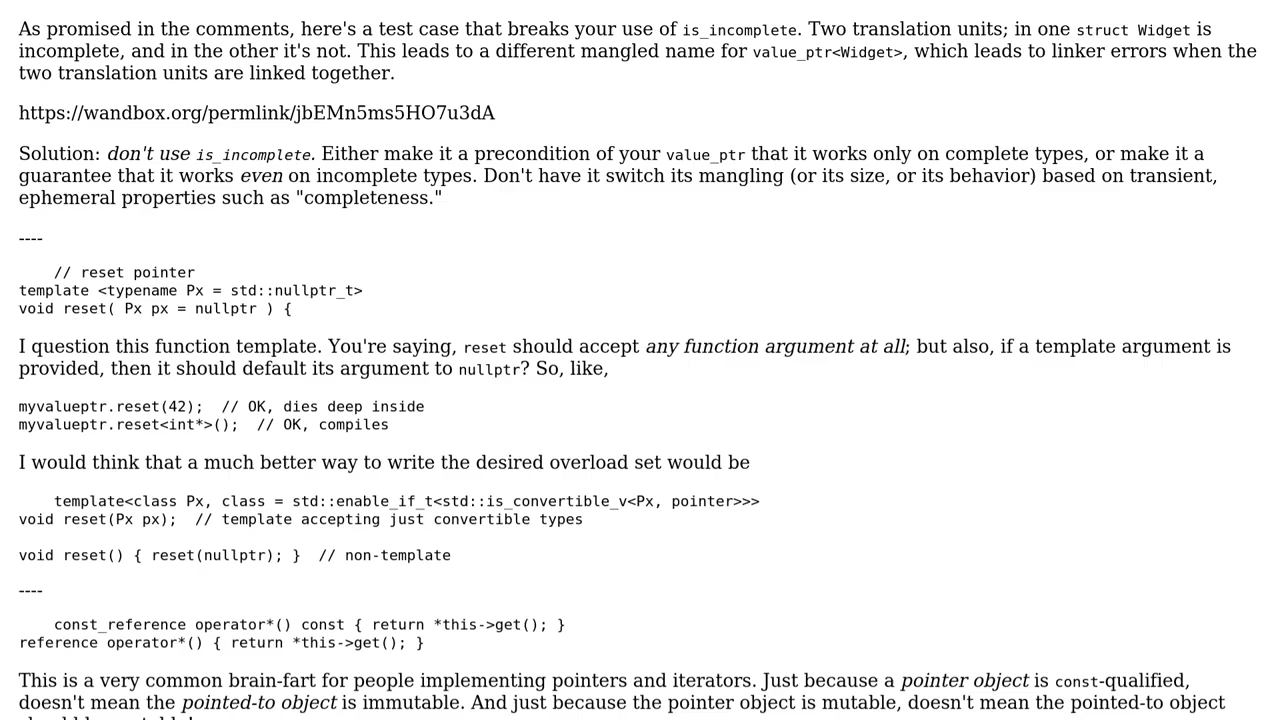 As promised in the comments, here's a test case that breaks your use of is_incomplete. Two translation units; in one struct Widget is
incomplete, and in the other it's not. This leads to a different mangled name for value_ptr<Widget>, which leads to linker errors when the
two translation units are linked together.
https://wandbox.org/permlink/jbEMn5ms5HO7u3dA
Solution: don't use is_incomplete. Either make it a precondition of your value_ptr that it works only on complete types, or make it a
guarantee that it works even on incomplete types. Don't have it switch its mangling (or its size, or its behavior) based on transient,
ephemeral properties such as "completeness."
----
// reset pointer
template <typename Px = std::nullptr_t>
void reset( Px px = nullptr ) {
I question this function template. You're saying, reset should accept any function argument at all; but also, if a template argument is
provided, then it should default its argument to nullptr? So, like,
myvalueptr.reset(42);  // OK, dies deep inside
myvalueptr.reset<int*>();  // OK, compiles
I would think that a much better way to write the desired overload set would be
template<class Px, class = std::enable_if_t<std::is_convertible_v<Px, pointer>>>
void reset(Px px);  // template accepting just convertible types
void reset() { reset(nullptr); }  // non-template
----
const_reference operator*() const { return *this->get(); }
reference operator*() { return *this->get(); }
This is a very common brain-fart for people implementing pointers and iterators. Just because a pointer object is const-qualified,
doesn't mean the pointed-to object is immutable. And just because the pointer object is mutable, doesn't mean the pointed-to object